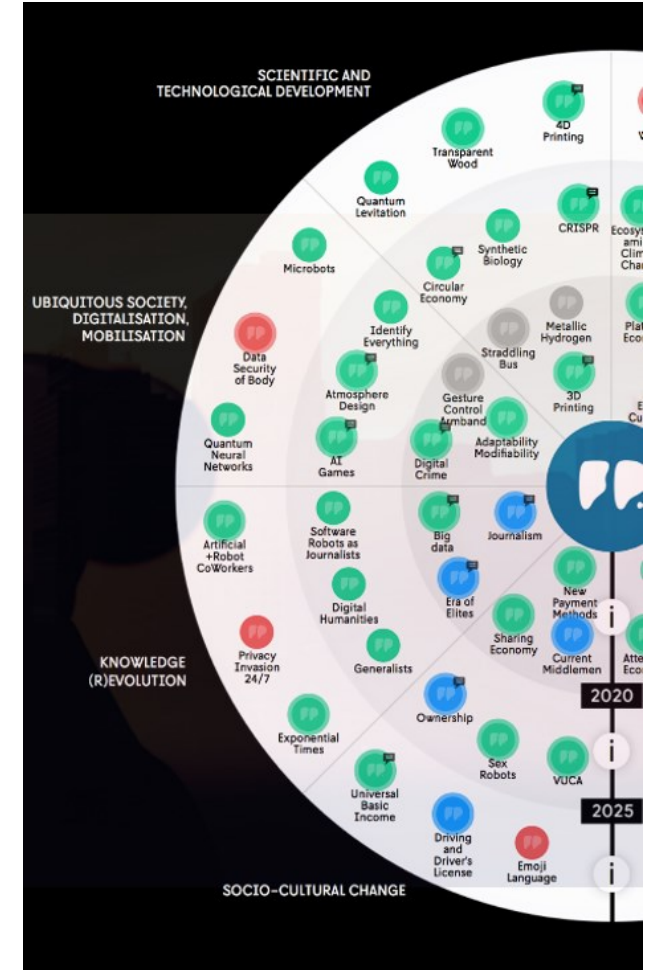 SCIENTIFIC AND
TECHNOLOGICAL DEVELOPMENT
4D
Printing
Transparent
Wood
Quantum
Levitation
CRISPR
Synthetic
Biology
Microbots
Circular
Economy
UBIQUITOUS SOCIETY,
DIGITALISATION,
MOBILISATION
Identify
Everything
Metallic
Hydrogen
Straddling
Bus
Data
Security
of Body
Atmosphere
Design
Gesture
Control
Armband
3D
Printing
Quantum
Neural
Networks
AI
Games
Digital
Crime
Adaptability
Modifiability
Artificial
+Robot
CoWorkers
Software
Robots as
Journalists
Big
data
Journalism
Digital
Humanities
Era of
Elites
New
Payment
Methods
i
Sharing
Economy
Current
Middlemen
KNOWLEDGE
(R)EVOLUTION
Privacy
Invasion
24/7
Generalists
2020
Ownership
Exponential
Times
Sex
Robots
VUCA
i
Universal
Basic
Income
2025
Driving
and
Driver's
License
Emoji
Language
i
SOCIO-CULTURAL CHANGE